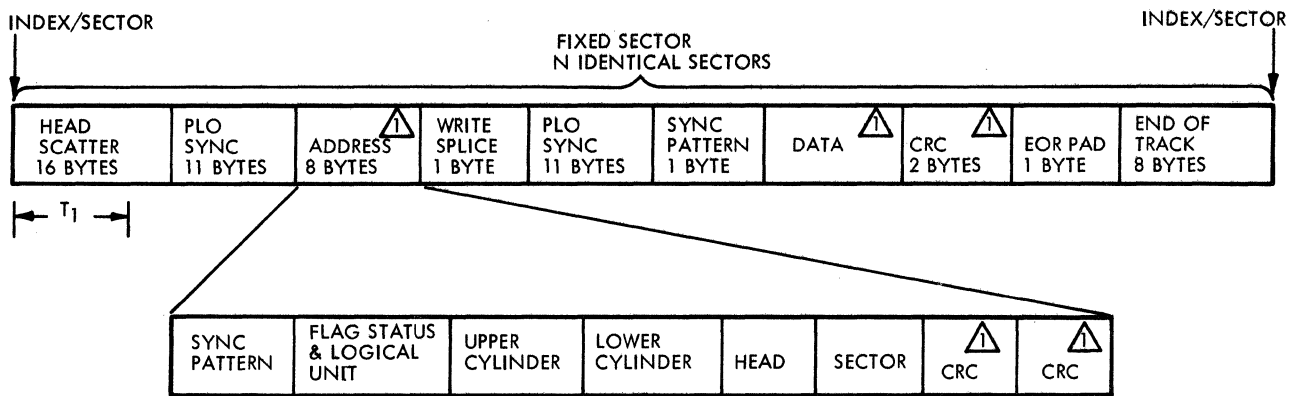 INDEX/SECTOR
INDEX/SECTOR
FIXED SECTOR
N IDENTICAL SECTORS
HEAD
SCATTER
16 BYTES
PLO
SYNC
11 BYTES
1
ADDRESS
8 BYTES
WRITE
SPLICE
1 BYTE
PLO
SYNC
11 BYTES
SYNC
PATTERN
1 BYTE
1
DATA
1
CRC
2 BYTES
EOR PAD
1 BYTE
END OF
TRACK
8 BYTES
T1
SYNC
PATTERN
FLAG STATUS
& LOGICAL
UNIT
UPPER
CYLINDER
LOWER
CYLINDER
HEAD
SECTOR
1
CRC
1
CRC